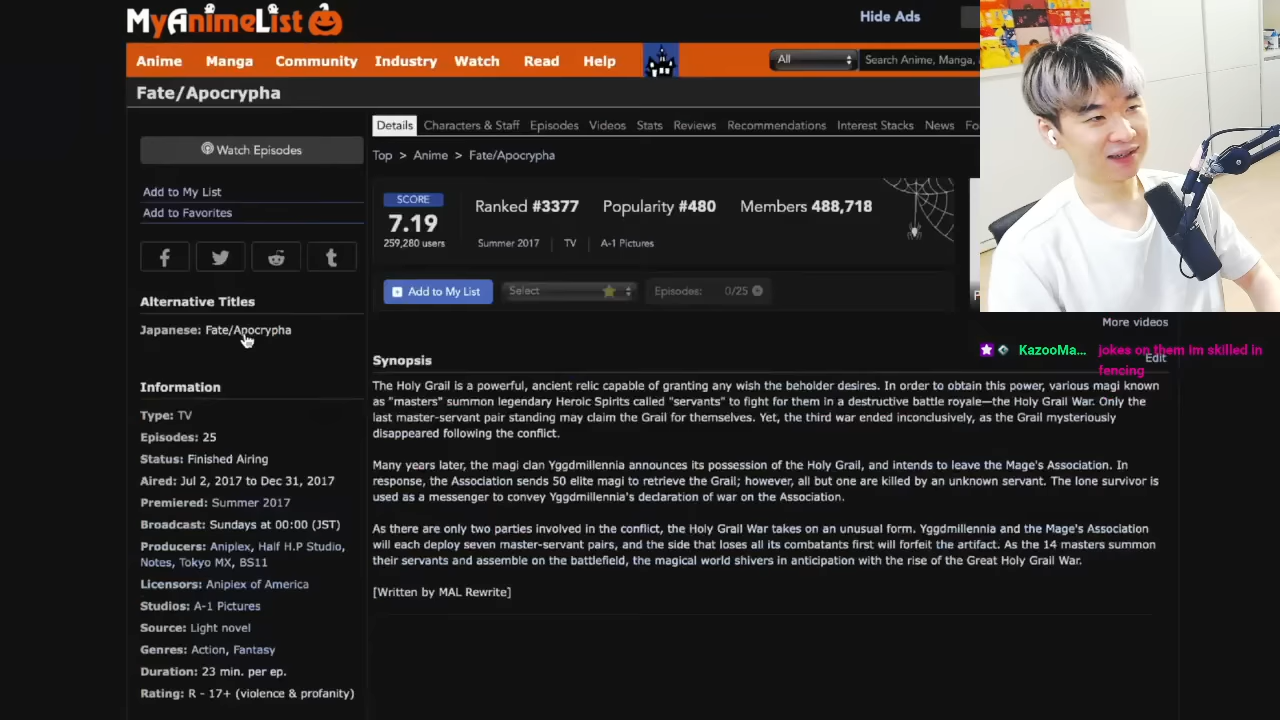 MyAnimeList
Hide Ads
Anime Manga Community Industry Watch Read Help All Search Anime, Manga,
Fate/Apocrypha
Details Characters & Staff Episodes Videos Stats Reviews Recommendations Interest Stacks News Fo
Watch Episodes
Top > Anime > Fate/Apocrypha
Add to My List
Add to Favorites
SCORE
7.19
259,280 users
Ranked #3377 Popularity #480 Members 488,718
Summer 2017 TV A-1 Pictures
Add to My List Select Episodes: 0/25
More videos
Alternative Titles
Japanese: Fate/Apocrypha
KazooMa... jokes on them im skilled in
fencing
Synopsis
Edit
The Holy Grail is a powerful, ancient relic capable of granting any wish the beholder desires. In order to obtain this power, various magi known
as "masters" summon legendary Heroic Spirits called "servants" to fight for them in a destructive battle royale—the Holy Grail War. Only the
last master-servant pair standing may claim the Grail for themselves. Yet, the third war ended inconclusively, as the Grail mysteriously
disappeared following the conflict.
Many years later, the magi clan Yggdmillennia announces its possession of the Holy Grail, and intends to leave the Mage's Association. In
response, the Association sends 50 elite magi to retrieve the Grail; however, all but one are killed by an unknown servant. The lone survivor is
used as a messenger to convey Yggdmillennia's declaration of war on the Association.
As there are only two parties involved in the conflict, the Holy Grail War takes on an unusual form. Yggdmillennia and the Mage's Association
will each deploy seven master-servant pairs, and the side that loses all its combatants first will forfeit the artifact. As the 14 masters summon
their servants and assemble on the battlefield, the magical world shivers in anticipation with the rise of the Great Holy Grail War.
[Written by MAL Rewrite]
Information
Type: TV
Episodes: 25
Status: Finished Airing
Aired: Jul 2, 2017 to Dec 31, 2017
Premiered: Summer 2017
Broadcast: Sundays at 00:00 (JST)
Producers: Aniplex, Half H.P Studio,
Notes, Tokyo MX, BS11
Licensors: Aniplex of America
Studios: A-1 Pictures
Source: Light novel
Genres: Action, Fantasy
Duration: 23 min. per ep.
Rating: R - 17+ (violence & profanity)